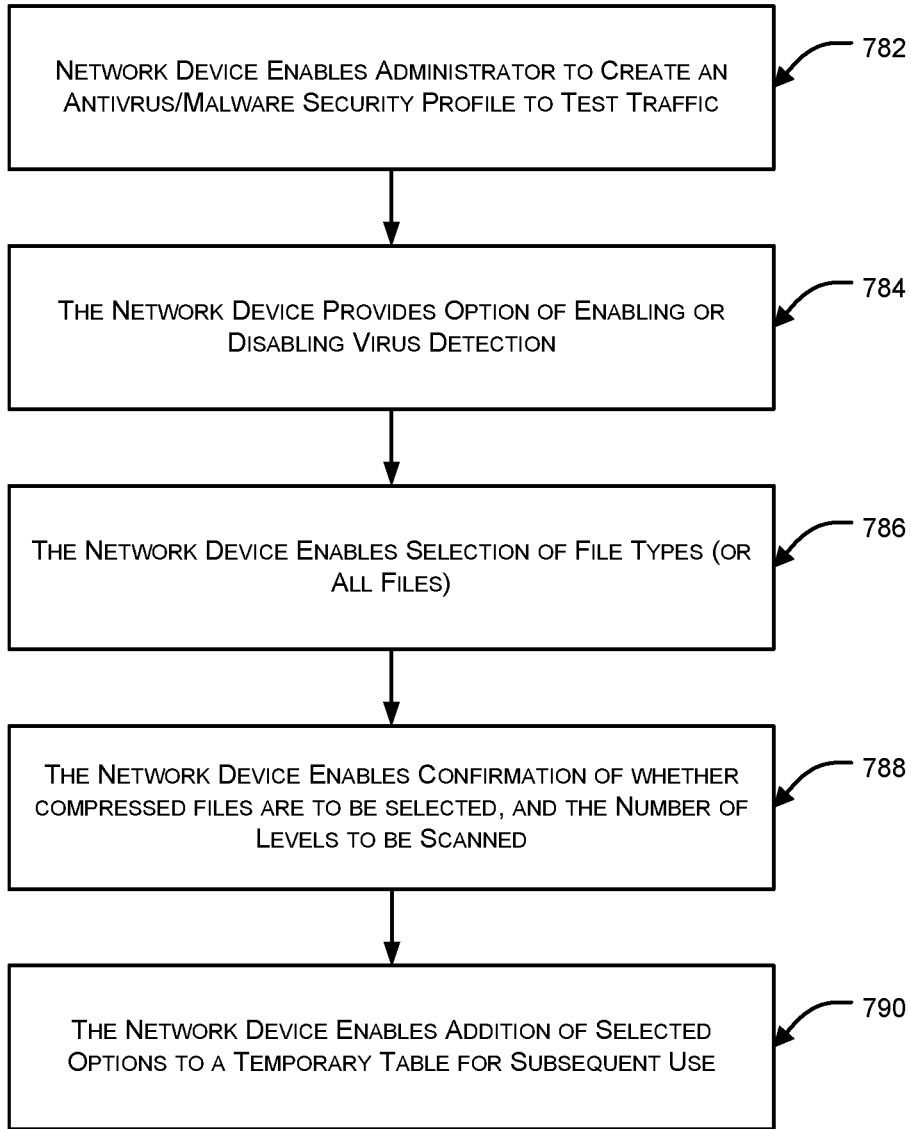 782
NETWORK DEVICE ENABLES ADMINISTRATOR TO CREATE AN
ANTIVRUS/MALWARE SECURITY PROFILE TO TEST TRAFFIC
784
THE NETWORK DEVICE PROVIDES OPTION OF ENABLING OR
DISABLING VIRUS DETECTION
786
THE NETWORK DEVICE ENABLES SELECTION OF FILE TYPES (OR
ALL FILES)
788
THE NETWORK DEVICE ENABLES CONFIRMATION OF WHETHER
COMPRESSED FILES ARE TO BE SELECTED, AND THE NUMBER OF
LEVELS TO BE SCANNED
790
THE NETWORK DEVICE ENABLES ADDITION OF SELECTED
OPTIONS TO A TEMPORARY TABLE FOR SUBSEQUENT USE